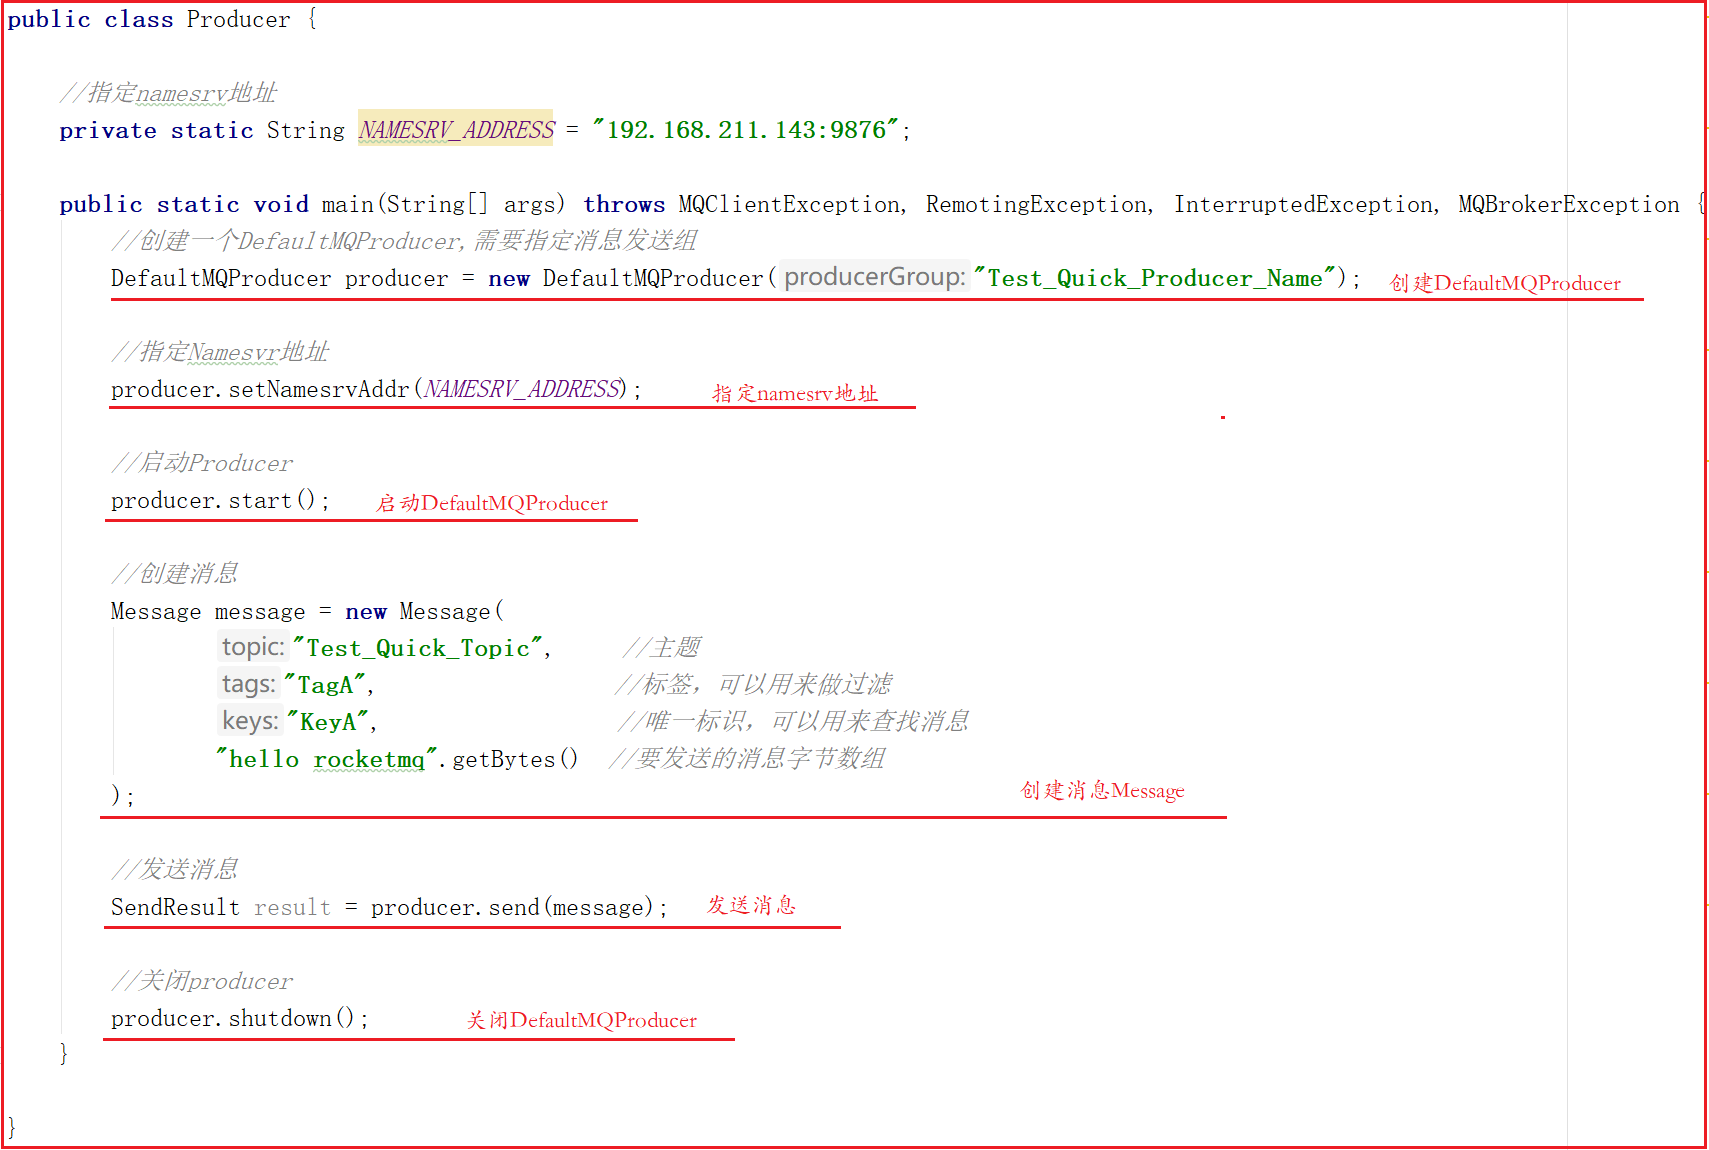 public class Producer {
//指定namesrv地址
private static String NAMESRV_ADDRESS = "192.168.211.143:9876";
public static void main(String[] args) throws MQClientException, RemotingException, InterruptedException, MQBrokerException {
//创建一个DefaultMQProducer,需要指定消息发送组
DefaultMQProducer producer = new DefaultMQProducer( producerGroup: "Test_Quick_Producer_Name"); 创建DefaultMQProducer
//指定Namesvr地址
producer.setNamesrvAddr(NAMESRV_ADDRESS); 指定namesrv地址
//启动Producer
producer.start(); 启动DefaultMQProducer
//创建消息
Message message = new Message(
topic: "Test_Quick_Topic", //主题
tags: "TagA", //标签，可以用来做过滤
keys: "KeyA", //唯一标识，可以用来查找消息
"hello rocketmq".getBytes() //要发送的消息字节数组
); 创建消息Message
//发送消息
SendResult result = producer.send(message); 发送消息
//关闭producer
producer.shutdown(); 关闭DefaultMQProducer
}
}